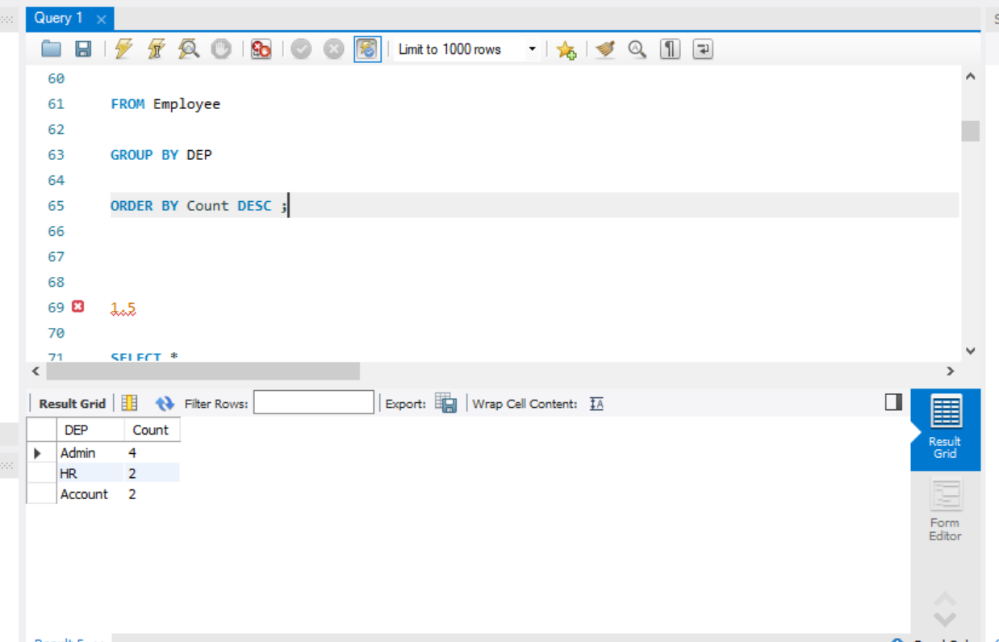 Query 1
Limit to 1000 rows
60
61 FROM Employee
62
63 GROUP BY DEP
64
65 ORDER BY Count DESC ;
66
67
68
69 1.5
70
71 SELECT *
Result Grid Filter Rows: Export: Wrap Cell Content:
DEP Count
Admin 4
HR 2
Account 2
Result
Grid
Form
Editor